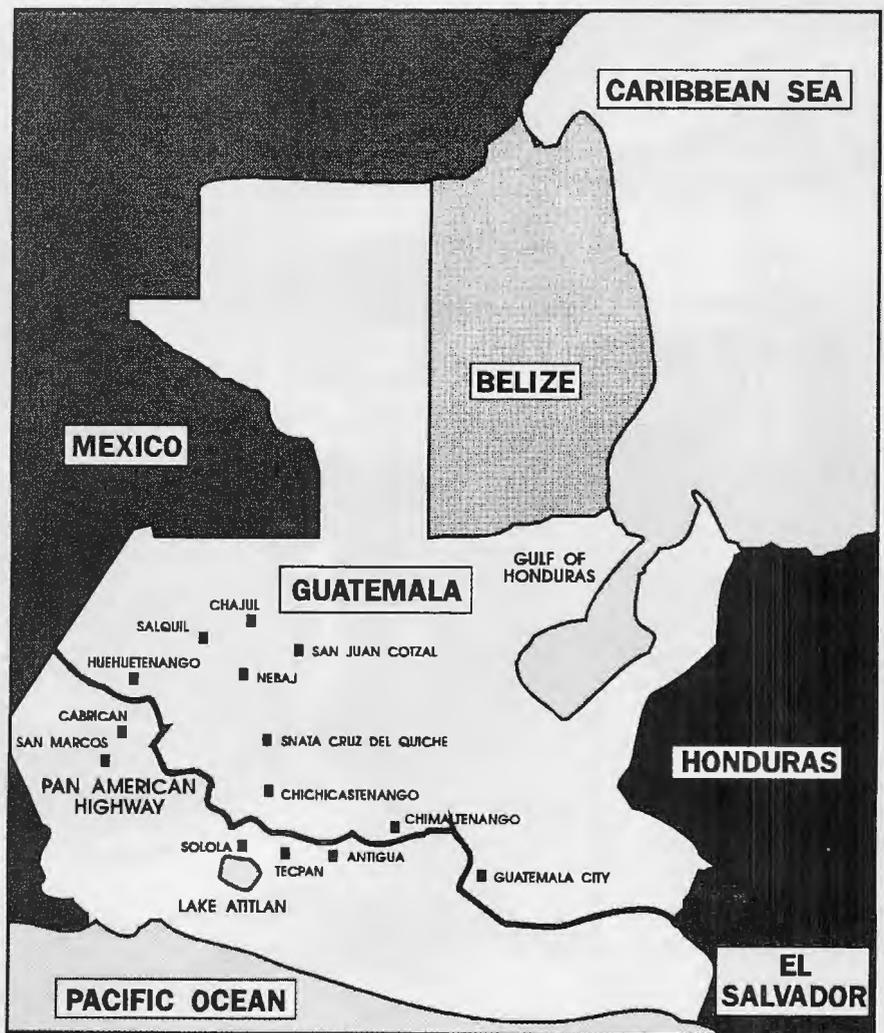 CARIBBEAN SEA
BELIZE
MEXICO
GULF OF
HONDURAS
GUATEMALA
CHAJUL
SALQUIL
SAN JUAN COTZAL
HUEHUETENANGO
NEBAJ
CABRICAN
SAN MARCOS
SNATA CRUZ DEL QUICHE
HONDURAS
PAN AMERICAN
HIGHWAY
CHICHICASTENANGO
CHIMALTENANGO
SOLOLA
TECPAN
ANTIGUA
GUATEMALA CITY
LAKE ATITLAN
EL
SALVADOR
PACIFIC OCEAN